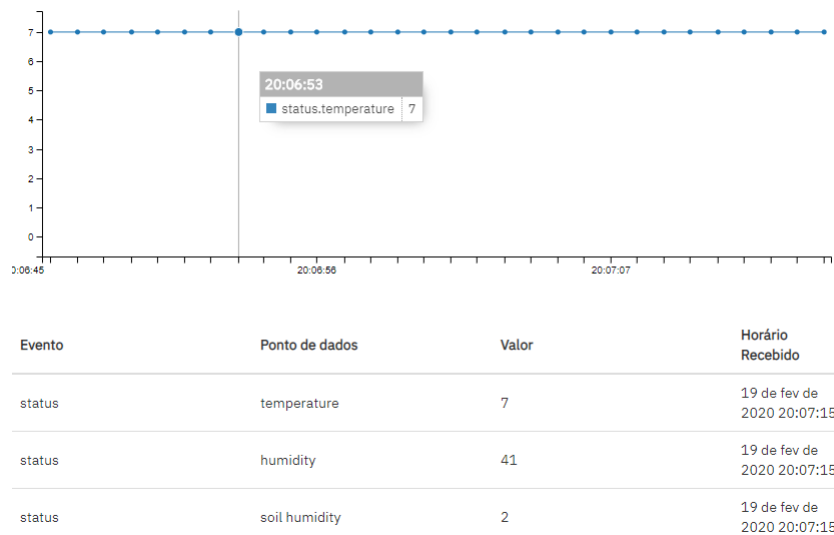 7
6
5
4
3
2
1
0
20:06:53
status.temperature 7
0:06:45 20:06:56 20:07:07
Evento Ponto de dados Valor Horário
Recebido
status temperature 7 19 de fev de
2020 20:07:15
status humidity 41 19 de fev de
2020 20:07:15
status soil humidity 2 19 de fev de
2020 20:07:15